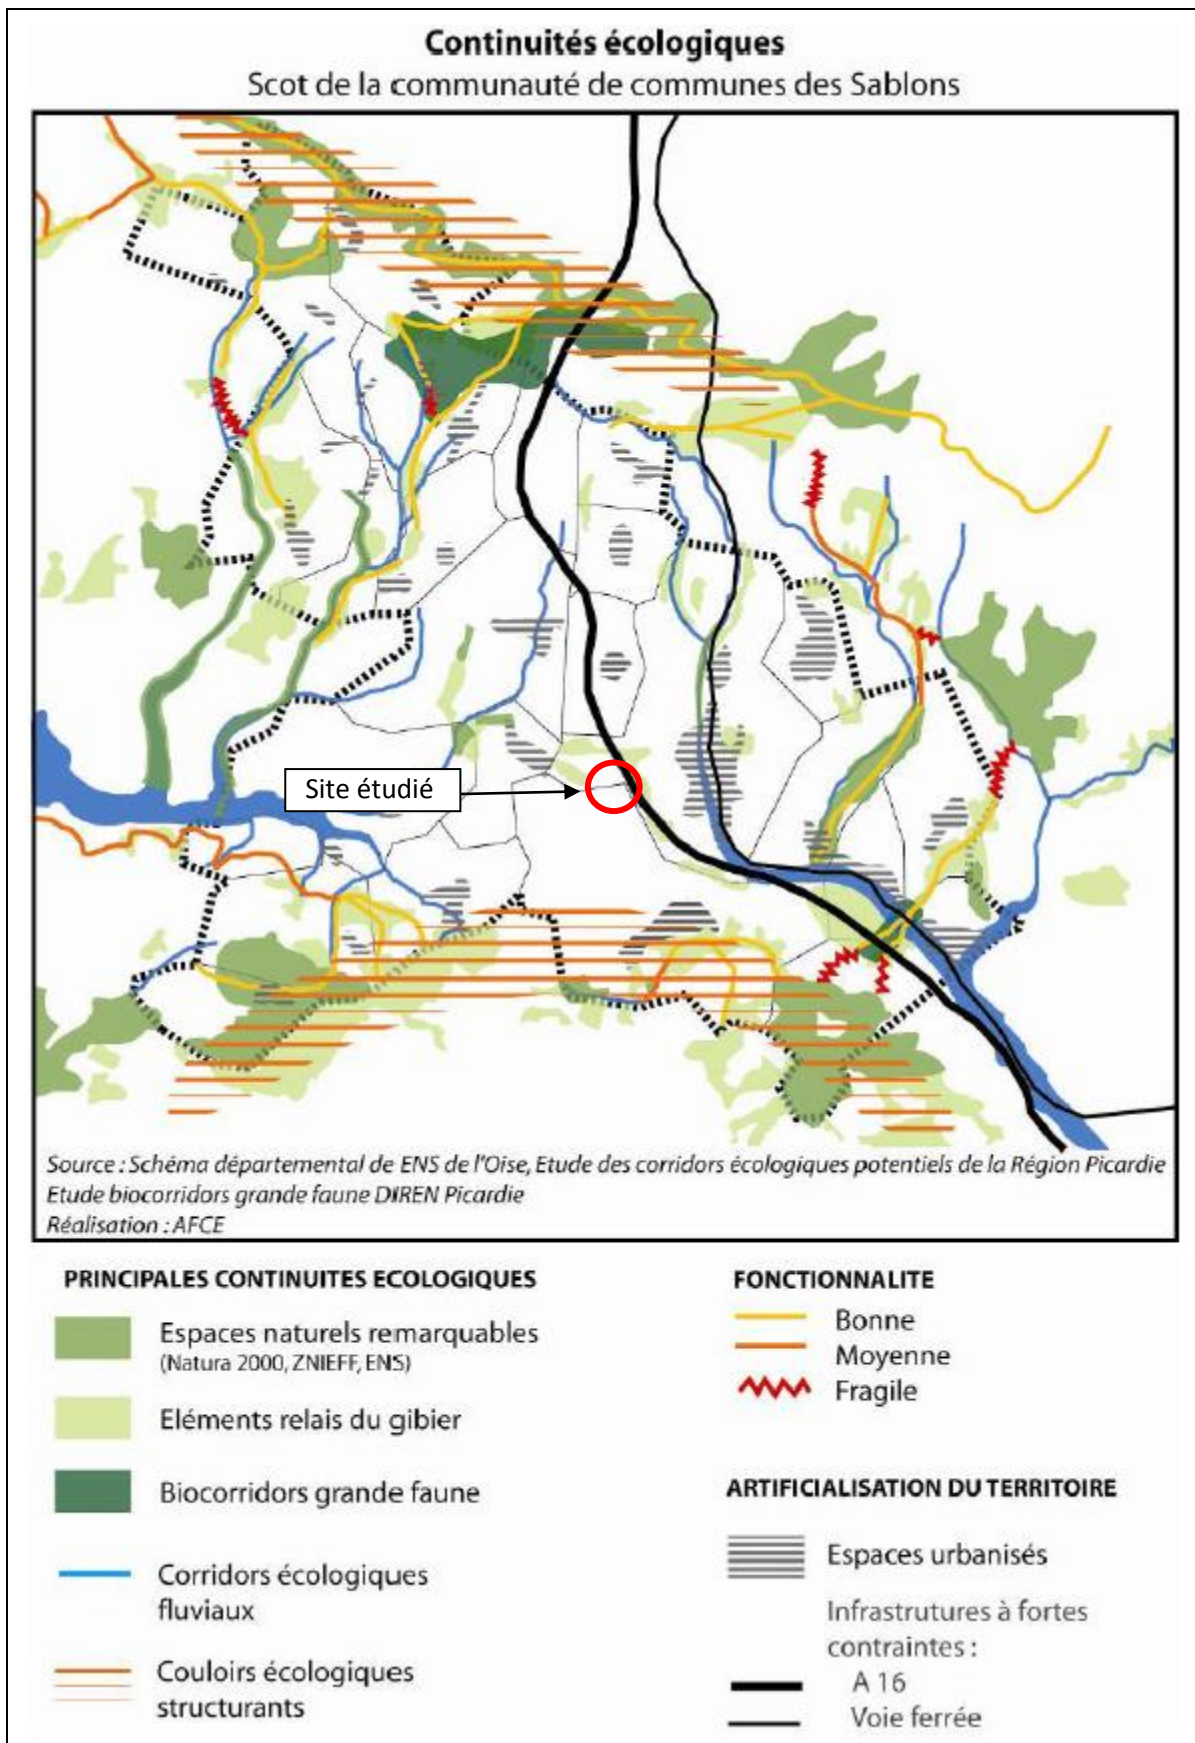 Continuités écologiques
Scot de la communauté de communes des Sablons
Site étudié
Source : Schéma départemental de ENS de l'Oise, Etude des corridors écologiques potentiels de la Région Picardie
Etude biocorridors grande faune DIREN Picardie
Réalisation : AFCE
PRINCIPALES CONTINUITES ECOLOGIQUES
Espaces naturels remarquables
(Natura 2000, ZNIEFF, ENS)
Eléments relais du gibier
Biocorridors grande faune
Corridors écologiques
fluviaux
Couloirs écologiques
structurants
FONCTIONNALITE
Bonne
Moyenne
Fragile
ARTIFICIALISATION DU TERRITOIRE
Espaces urbanisés
Infrastrutures à fortes
contraintes :
A 16
Voie ferrée